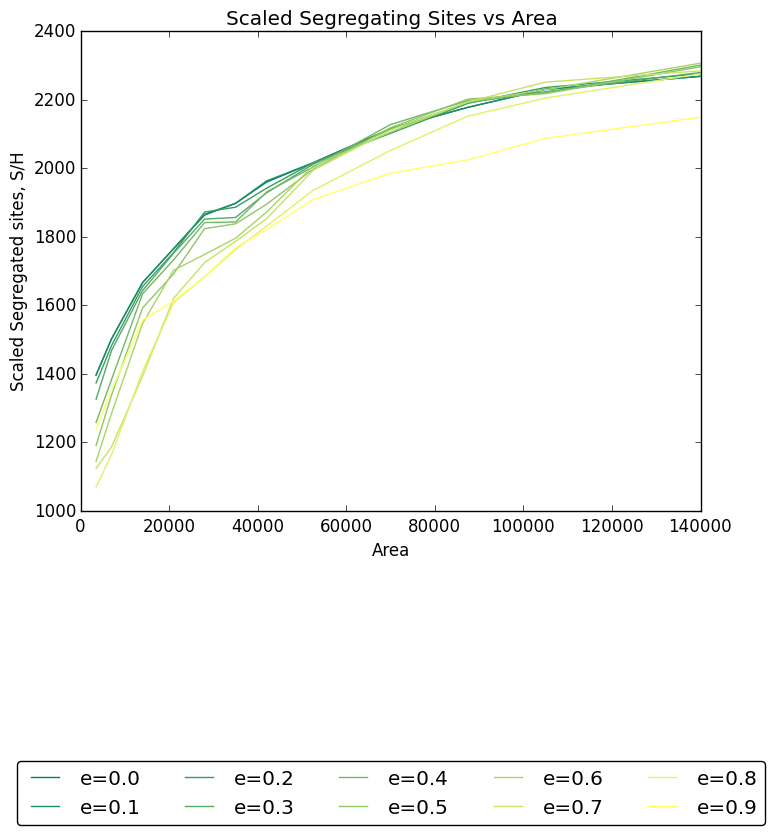 Scaled Segregating Sites vs Area
2400
2200
2000
1800
1600
1400
1200
1000
Scaled Segregated sites, S/H
0 20000 40000 60000 80000 100000 120000 140000
Area
e=0.0 e=0.2 e=0.4 e=0.6 e=0.8
e=0.1 e=0.3 e=0.5 e=0.7 e=0.9